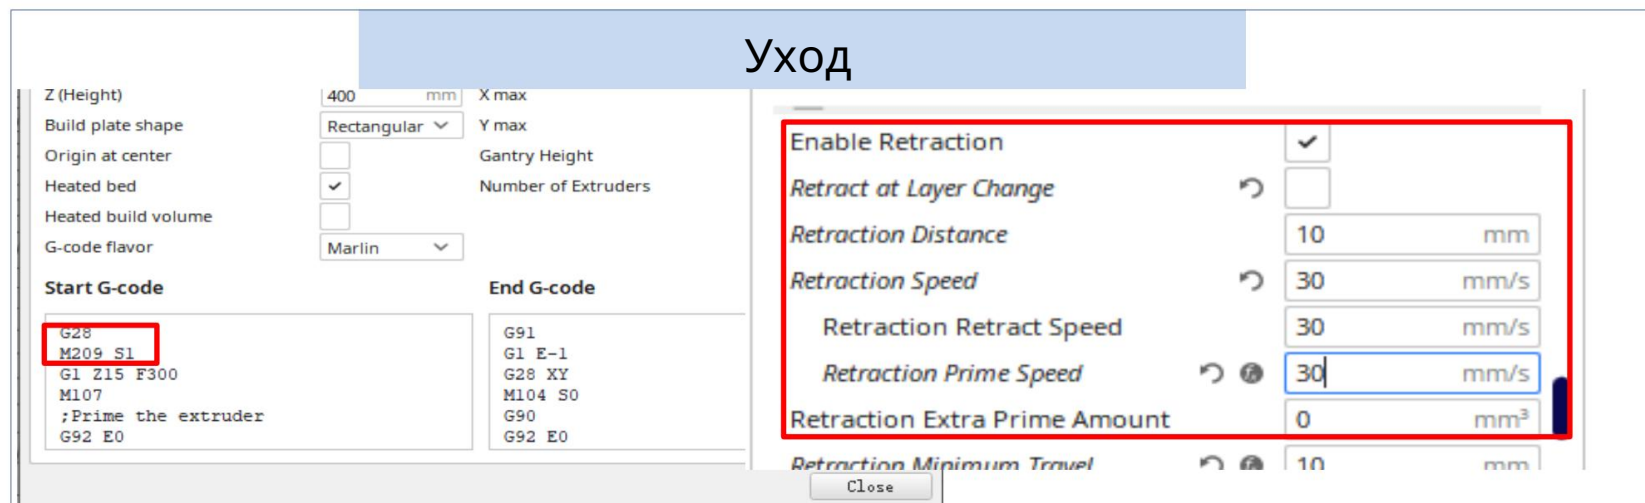 Уход
Z (Height) 400 mm X max
Build plate shape Rectangular Y max
Origin at center Gantry Height
Heated bed Number of Extruders
Heated build volume
G-code flavor Marlin
Start G-code End G-code
G28
M209 S1
G1 Z15 F300
M107
;Prime the extruder
G92 E0
G91
G1 E-1
G28 XY
M104 S0
G90
G92 E0
Close
Enable Retraction
Retract at Layer Change
Retraction Distance 10 mm
Retraction Speed 30 mm/s
Retraction Retract Speed 30 mm/s
Retraction Prime Speed 30 mm/s
Retraction Extra Prime Amount 0 mm³
Retraction Minimum Travel 10 mm